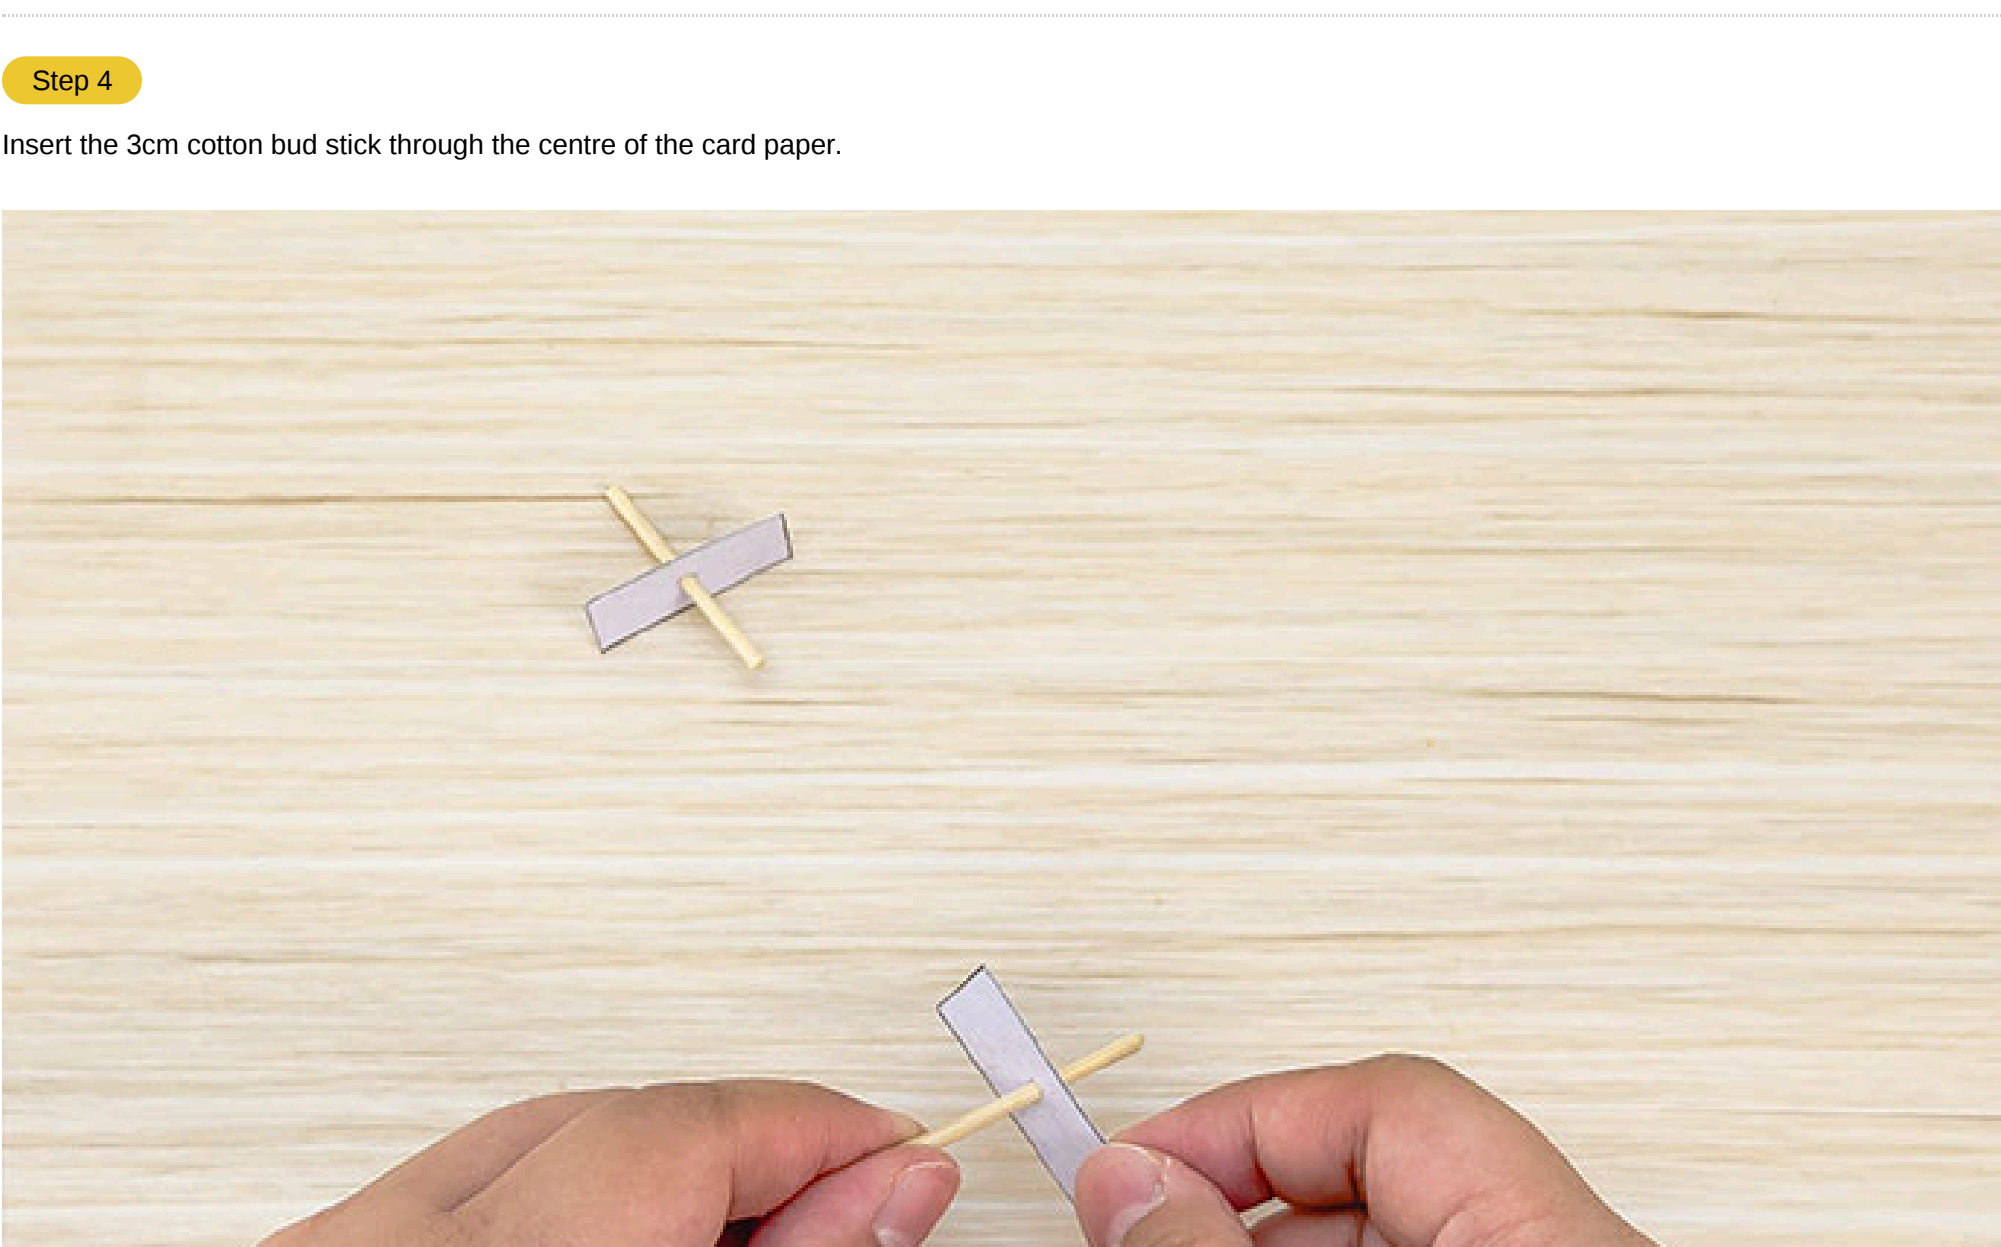 Step 4
Insert the 3cm cotton bud stick through the centre of the card paper.